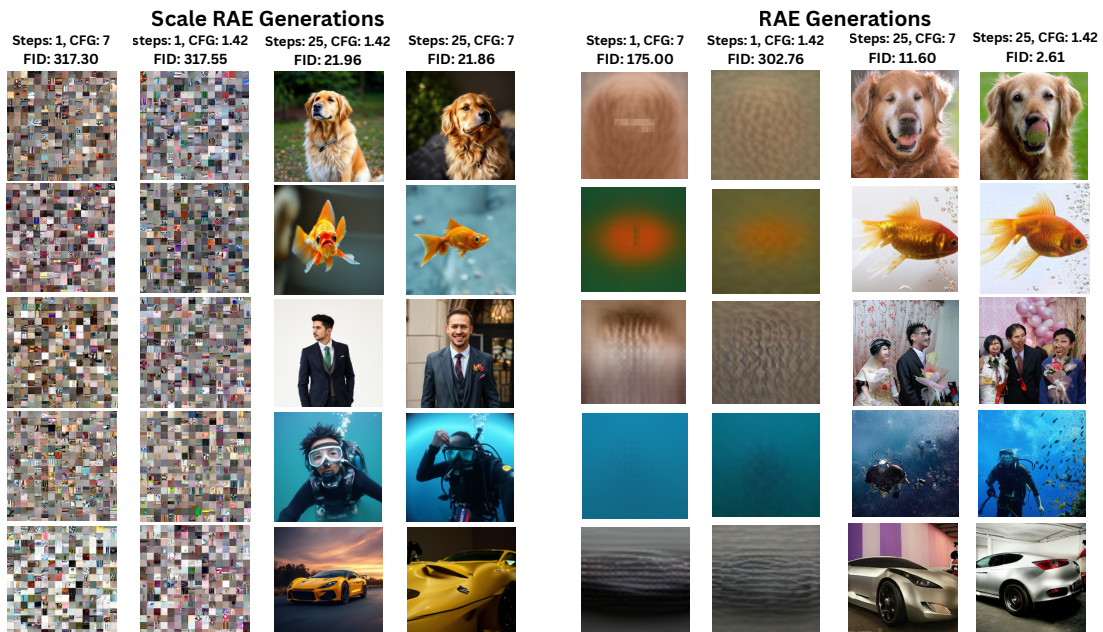 Scale RAE Generations
Steps: 1, CFG: 7
FID: 317.30
steps: 1, CFG: 1.42
FID: 317.55
Steps: 25, CFG: 1.42
FID: 21.96
Steps: 25, CFG: 7
FID: 21.86
RAE Generations
Steps: 1, CFG: 7
FID: 175.00
Steps: 1, CFG: 1.42
FID: 302.76
Steps: 25, CFG: 7
FID: 11.60
Steps: 25, CFG: 1.42
FID: 2.61